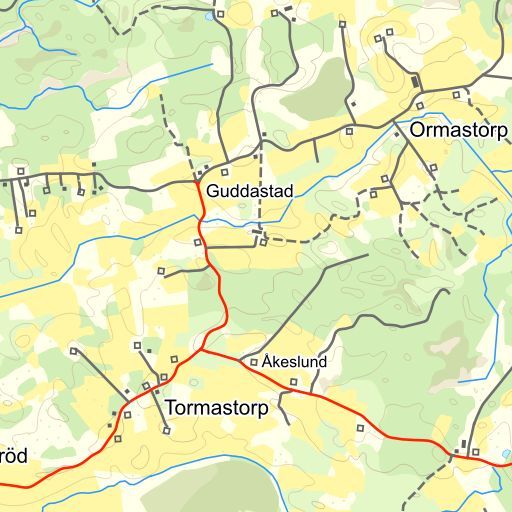 Ormastorp
Guddastad
Åkeslund
Tormastorp
röd